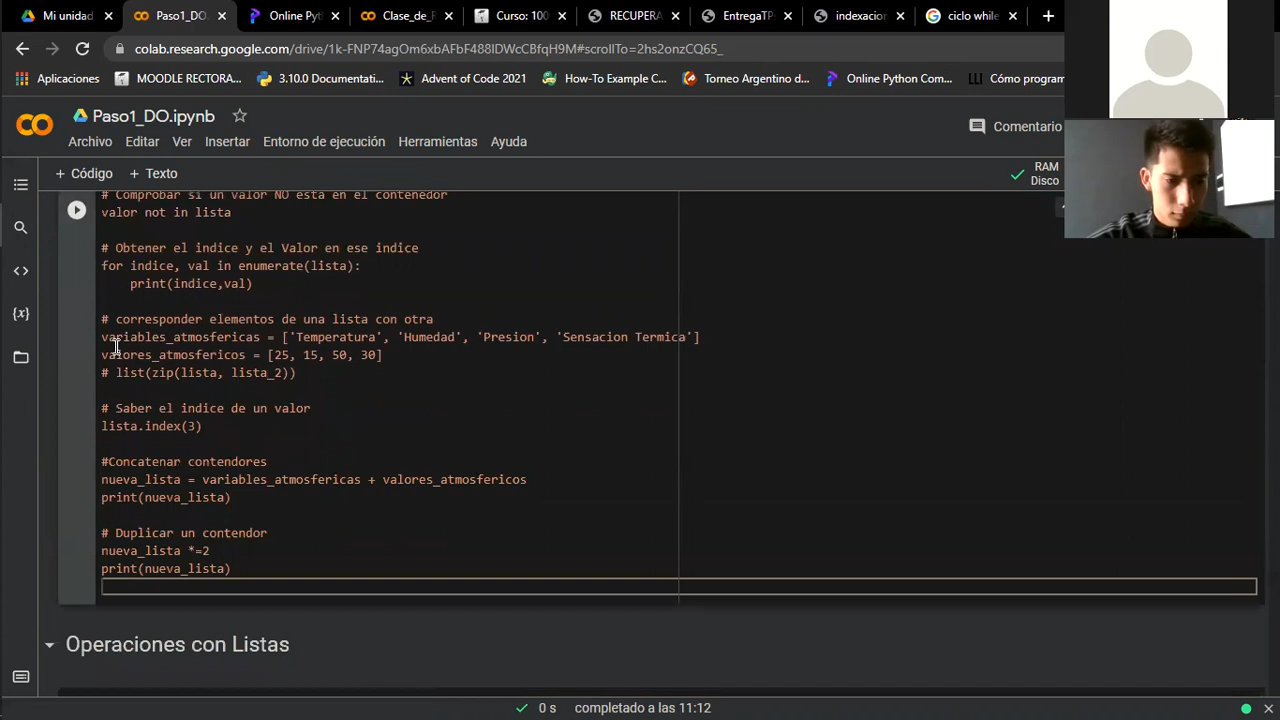 Mi unidad
Paso1_DO.
Online Pyt
Clase_de_F
Curso: 100
RECUPERA
EntregaTP
indexacior
ciclo while
colab.research.google.com/drive/1k-FNP74agOm6xbAFbF488IDWcCBfqH9M#scrollTo=2hs2onzCQ65_
Aplicaciones
MOODLE RECTORA...
3.10.0 Documentati...
Advent of Code 2021
How-To Example C...
Torneo Argentino d...
Online Python Com...
Cómo program
Paso1_DO.ipynb
Comentario
Archivo Editar Ver Insertar Entorno de ejecución Herramientas Ayuda
+ Código + Texto
RAM
Disco
# Comprobar si un valor NO esta en el contenedor
valor not in lista
# Obtener el indice y el Valor en ese indice
for indice, val in enumerate(lista):
print(indice,val)
# corresponder elementos de una lista con otra
variables_atmosfericas = ['Temperatura', 'Humedad', 'Presion', 'Sensacion Termica']
valores_atmosfericos = [25, 15, 50, 30]
# list(zip(lista, lista_2))
# Saber el indice de un valor
lista.index(3)
#Concatenar contendores
nueva_lista = variables_atmosfericas + valores_atmosfericos
print(nueva_lista)
# Duplicar un contendor
nueva_lista *=2
print(nueva_lista)
Operaciones con Listas
0 s completado a las 11:12